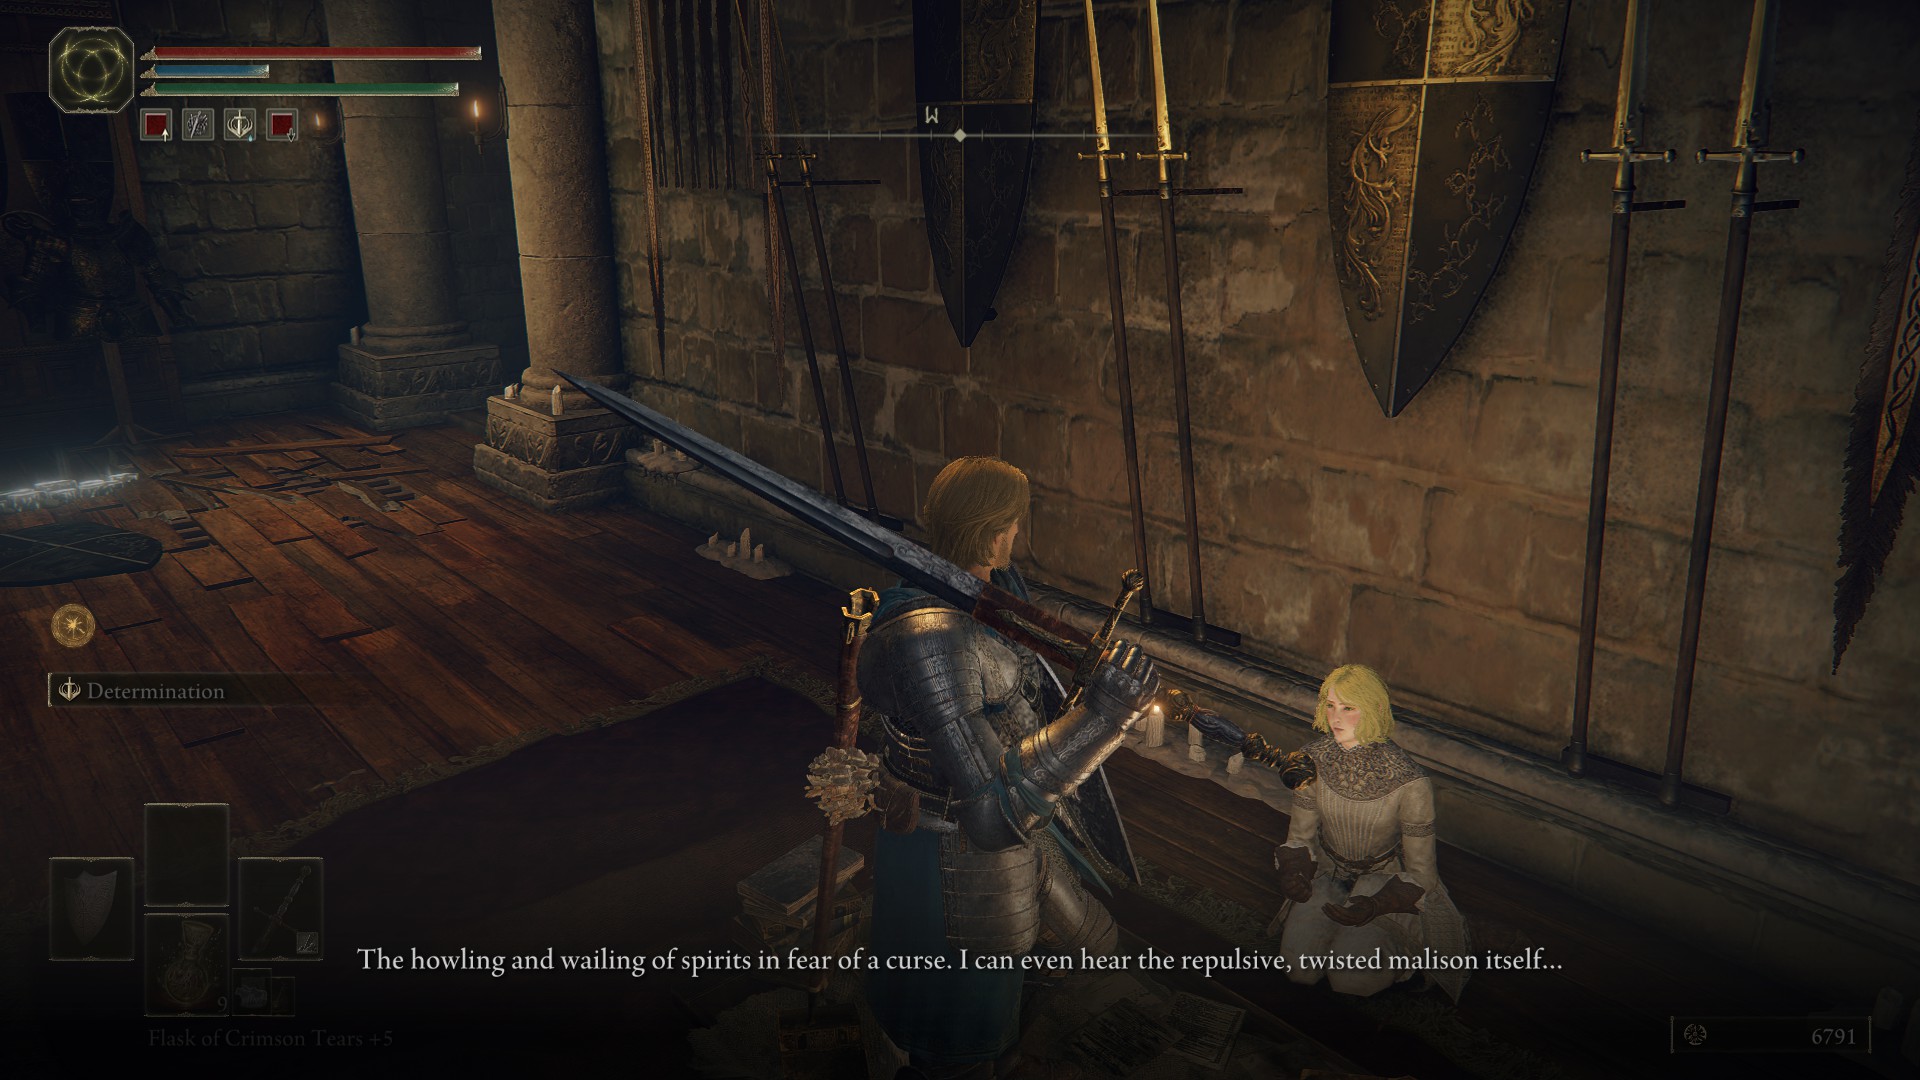 W
Determination
The howling and wailing of spirits in fear of a curse. I can even hear the repulsive, twisted malison itself...
9
Flask of Crimson Tears +5
6791